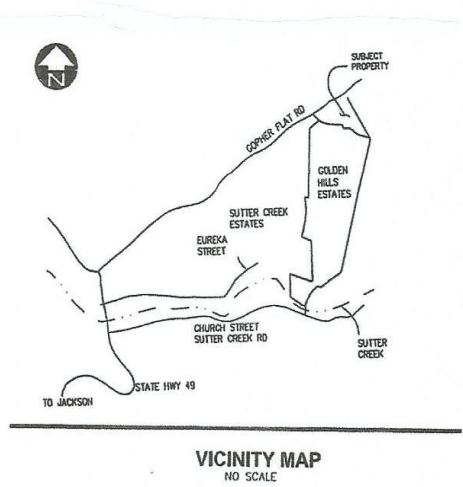 N
SUBJECT
PROPERTY
GOPHER FLAT RD
GOLDEN
HILLS
ESTATES
SUTTER CREEK
ESTATES
EUREKA
STREET
CHURCH STREET
SUTTER CREEK RD
SUTTER
CREEK
STATE HWY 49
TO JACKSON
VICINITY MAP
NO SCALE